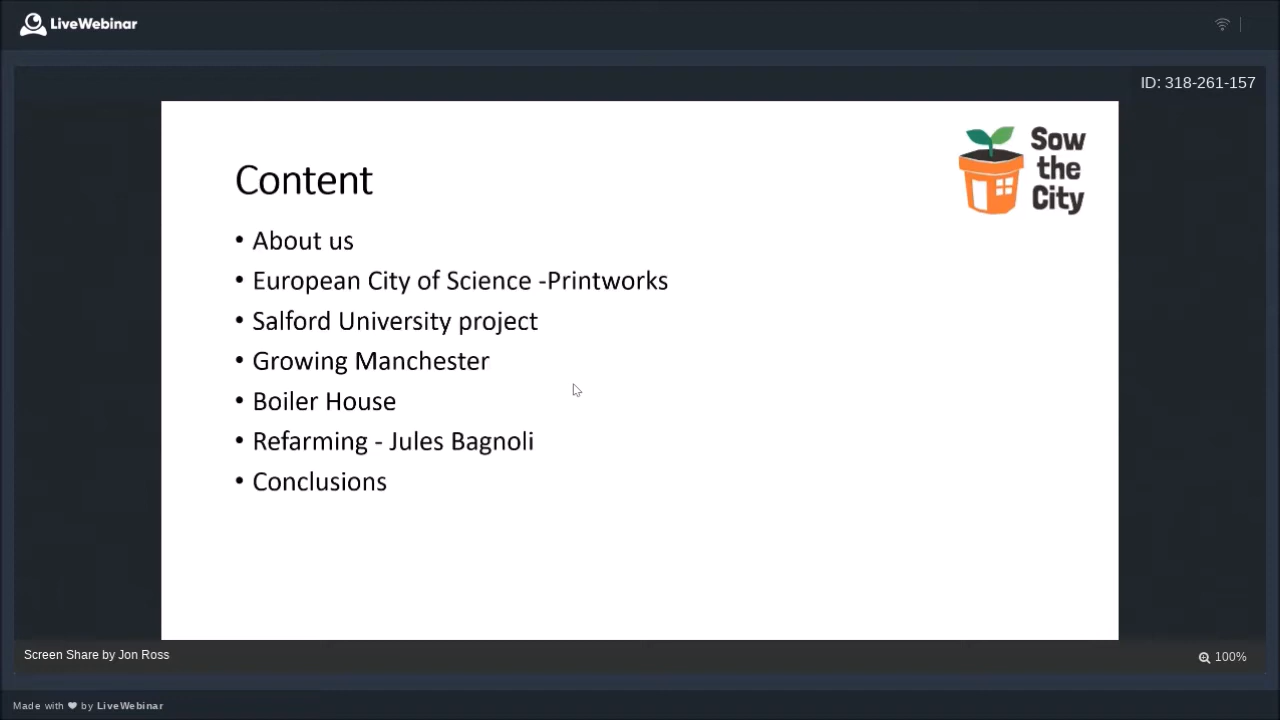 LiveWebinar
ID: 318-261-157
Sow
the
City
Content
• About us
• European City of Science -Printworks
• Salford University project
• Growing Manchester
• Boiler House
• Refarming - Jules Bagnoli
• Conclusions
Screen Share by Jon Ross
100%
Made with ❤ by LiveWebinar